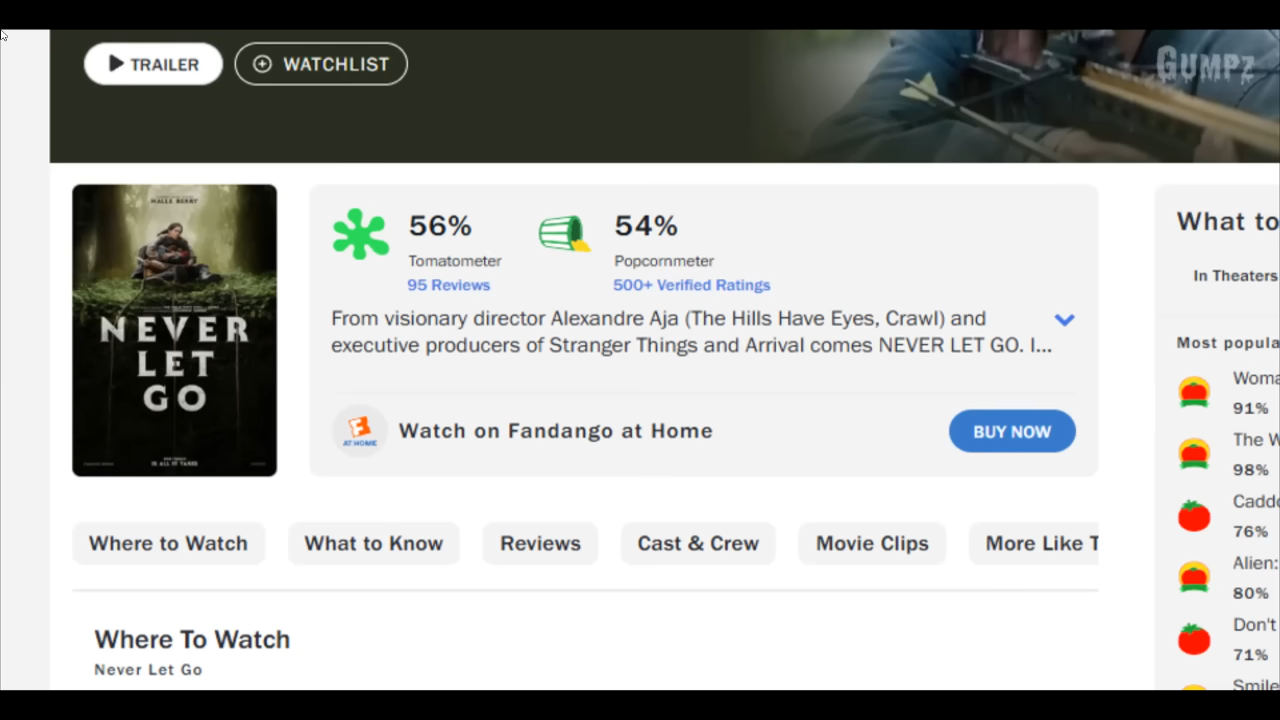 TRAILER
WATCHLIST
GUMPZ
HALLE BERRY
NEVER
LET
GO
56%
Tomatometer
95 Reviews
54%
Popcornmeter
500+ Verified Ratings
From visionary director Alexandre Aja (The Hills Have Eyes, Crawl) and
executive producers of Stranger Things and Arrival comes NEVER LET GO. I...
AT HOME
Watch on Fandango at Home
BUY NOW
Where to Watch
What to Know
Reviews
Cast & Crew
Movie Clips
More Like T
Where To Watch
Never Let Go
What to
In Theaters
Most popula
Woma
91%
The W
98%
Caddo
76%
Alien:
80%
Don't
71%
Smile